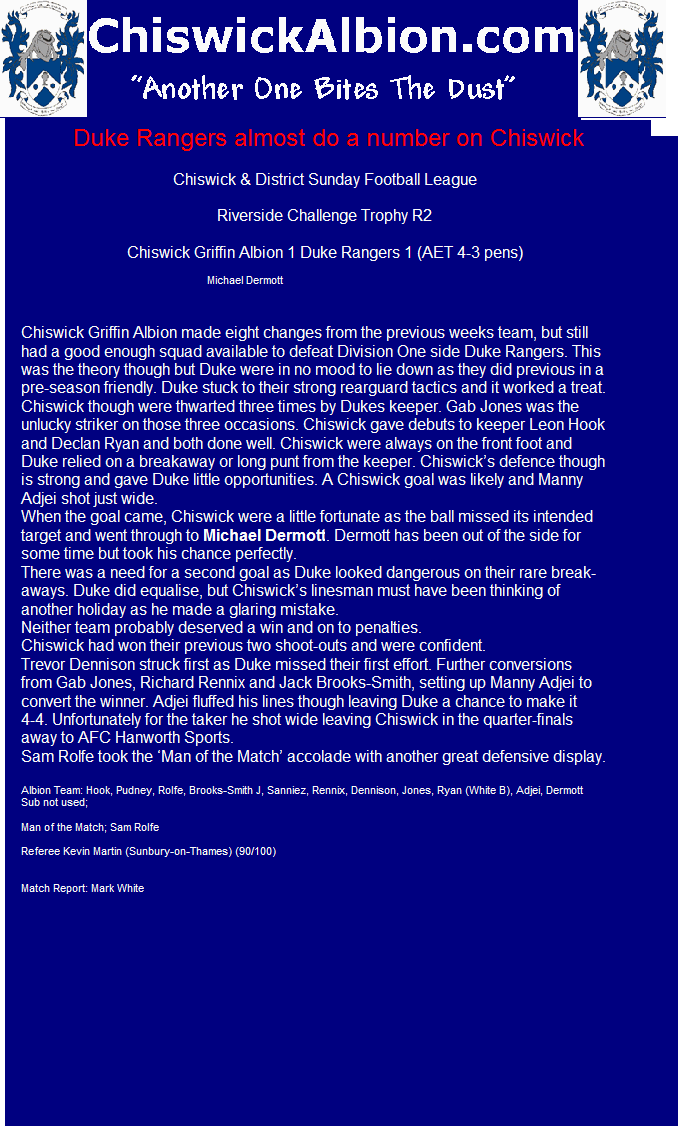 ChiswickAlbion.com
“Another One Bites The Dust”
Duke Rangers almost do a number on Chiswick
Chiswick & District Sunday Football League
Riverside Challenge Trophy R2
Chiswick Griffin Albion 1 Duke Rangers 1 (AET 4-3 pens)
Michael Dermott
Chiswick Griffin Albion made eight changes from the previous weeks team, but still
had a good enough squad available to defeat Division One side Duke Rangers. This
was the theory though but Duke were in no mood to lie down as they did previous in a
pre-season friendly. Duke stuck to their strong rearguard tactics and it worked a treat.
Chiswick though were thwarted three times by Dukes keeper. Gab Jones was the
unlucky striker on those three occasions. Chiswick gave debuts to keeper Leon Hook
and Declan Ryan and both done well. Chiswick were always on the front foot and
Duke relied on a breakaway or long punt from the keeper. Chiswick’s defence though
is strong and gave Duke little opportunities. A Chiswick goal was likely and Manny
Adjei shot just wide.
When the goal came, Chiswick were a little fortunate as the ball missed its intended
target and went through to Michael Dermott. Dermott has been out of the side for
some time but took his chance perfectly.
There was a need for a second goal as Duke looked dangerous on their rare break-
aways. Duke did equalise, but Chiswick’s linesman must have been thinking of
another holiday as he made a glaring mistake.
Neither team probably deserved a win and on to penalties.
Chiswick had won their previous two shoot-outs and were confident.
Trevor Dennison struck first as Duke missed their first effort. Further conversions
from Gab Jones, Richard Rennix and Jack Brooks-Smith, setting up Manny Adjei to
convert the winner. Adjei fluffed his lines though leaving Duke a chance to make it
4-4. Unfortunately for the taker he shot wide leaving Chiswick in the quarter-finals
away to AFC Hanworth Sports.
Sam Rolfe took the ‘Man of the Match’ accolade with another great defensive display.
Albion Team: Hook, Pudney, Rolfe, Brooks-Smith J, Sanniez, Rennix, Dennison, Jones, Ryan (White B), Adjei, Dermott
Sub not used;
Man of the Match; Sam Rolfe
Referee Kevin Martin (Sunbury-on-Thames) (90/100)
Match Report: Mark White